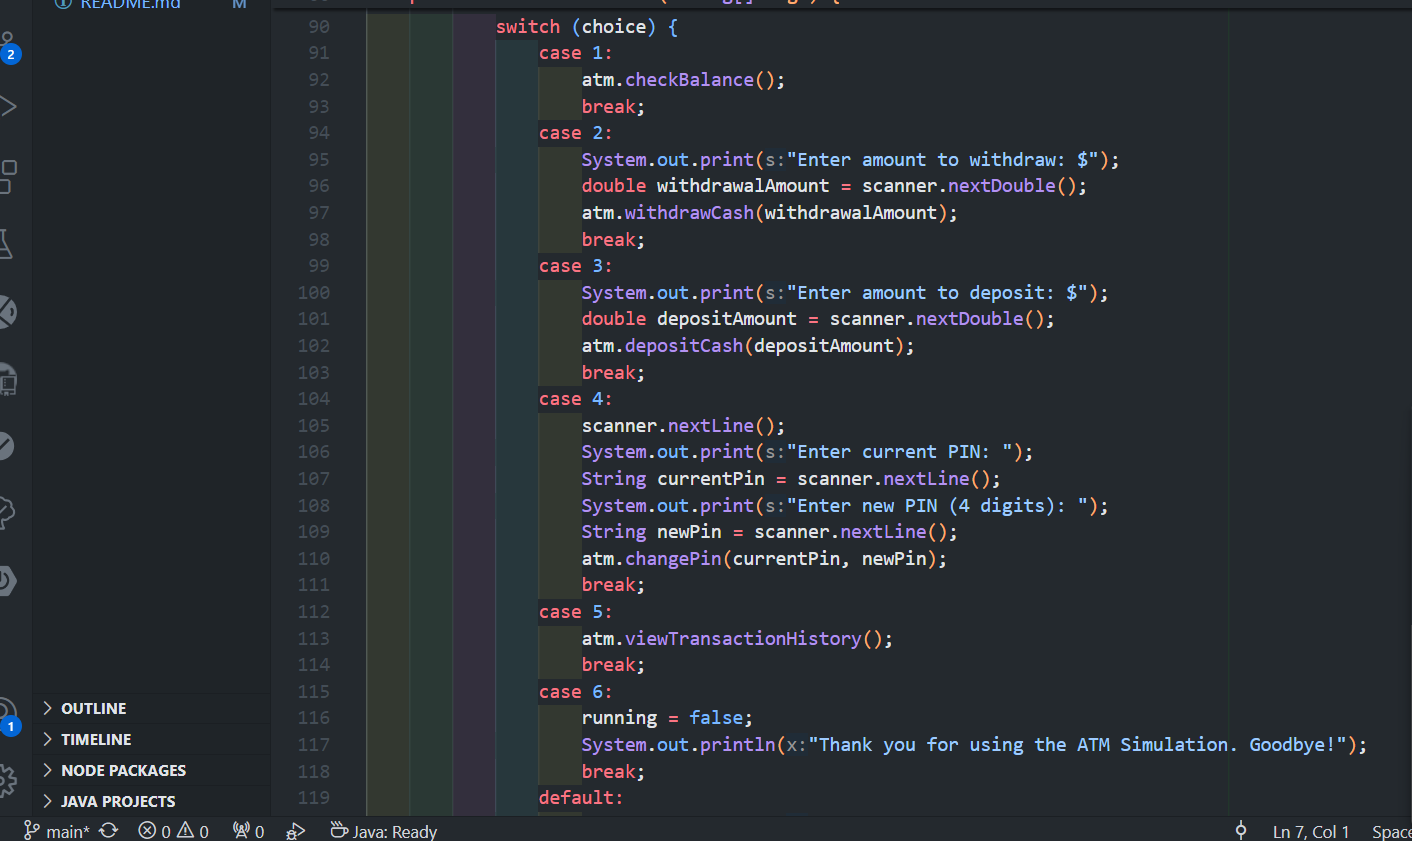 README.md M
90 switch (choice) {
2
91 case 1:
92 atm.checkBalance();
93 break;
94 case 2:
95 System.out.print(s:"Enter amount to withdraw: $");
96 double withdrawalAmount = scanner.nextDouble();
97 atm.withdrawCash(withdrawalAmount);
98 break;
99 case 3:
100 System.out.print(s:"Enter amount to deposit: $");
101 double depositAmount = scanner.nextDouble();
102 atm.depositCash(depositAmount);
103 break;
104 case 4:
105 scanner.nextLine();
106 System.out.print(s:"Enter current PIN: ");
107 String currentPin = scanner.nextLine();
108 System.out.print(s:"Enter new PIN (4 digits): ");
109 String newPin = scanner.nextLine();
110 atm.changePin(currentPin, newPin);
111 break;
112 case 5:
113 atm.viewTransactionHistory();
114 break;
115 case 6:
116 running = false;
117 System.out.println(x:"Thank you for using the ATM Simulation. Goodbye!");
118 break;
119 default:
OUTLINE
1
TIMELINE
NODE PACKAGES
JAVA PROJECTS
main* 0 0 0 Java: Ready Ln 7, Col 1